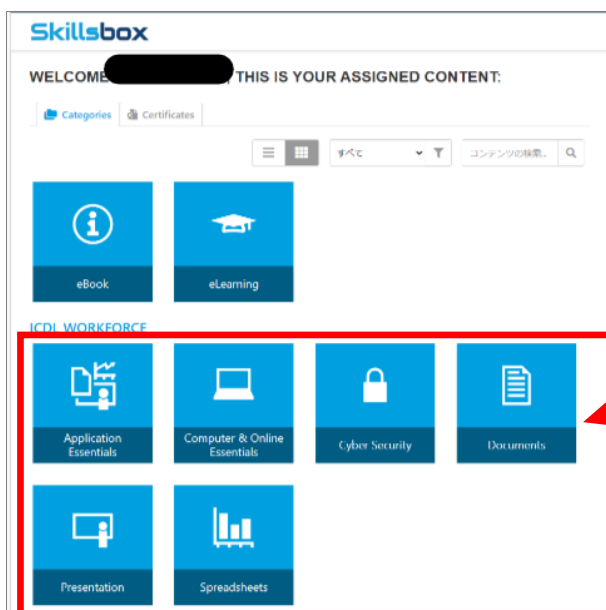 Skillsbox
WELCOME , THIS IS YOUR ASSIGNED CONTENT:
Categories Certificates
すべて コンテンツの検索...
eBook eLearning
ICDL WORKFORCE
Application Essentials
Computer & Online Essentials
Cyber Security
Documents
Presentation Spreadsheets